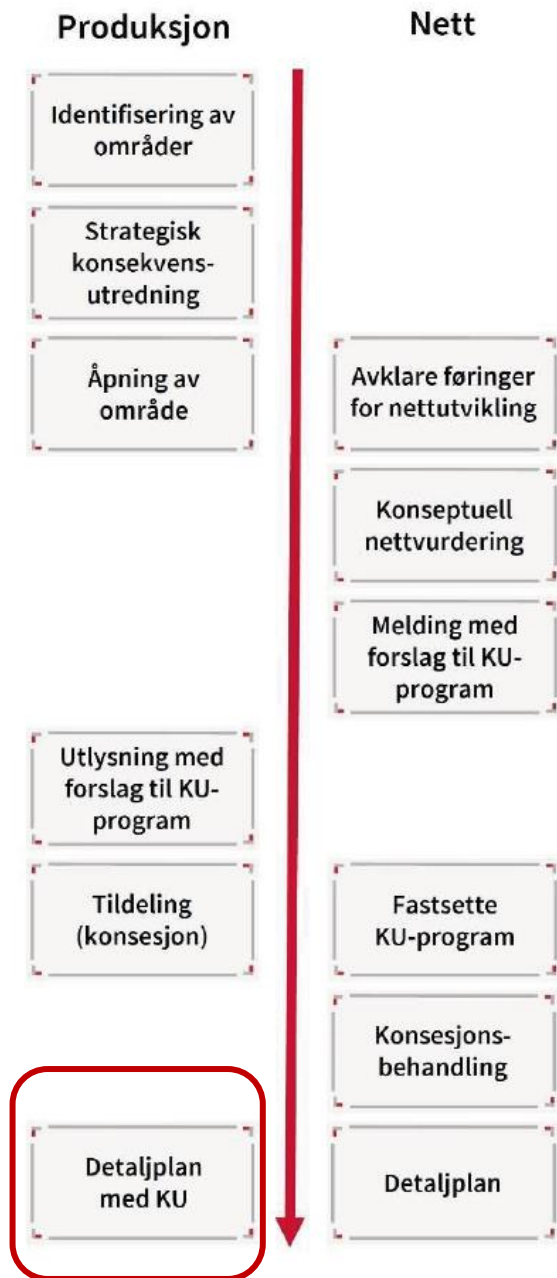 Produksjon
Nett
Identifisering av
områder
Strategisk
konsekvens-
utredning
Åpning av
område
Avklare føringer
for nettutvikling
Konseptuell
nettvurdering
Melding med
forslag til KU-
program
Utlysning med
forslag til KU-
program
Tildeling
(konsesjon)
Fastsette
KU-program
Konsesjons-
behandling
Detaljplan
med KU
Detaljplan